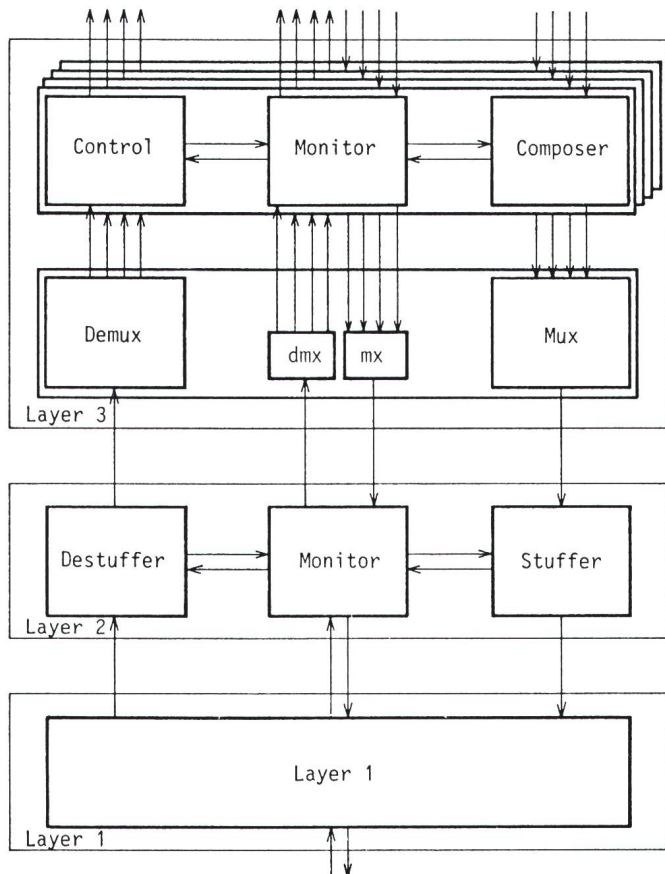 Control
Monitor
Composer
Demux
dmx
mx
Mux
Layer 3
Destuffer
Monitor
Stuffer
Layer 2
Layer 1
Layer 1